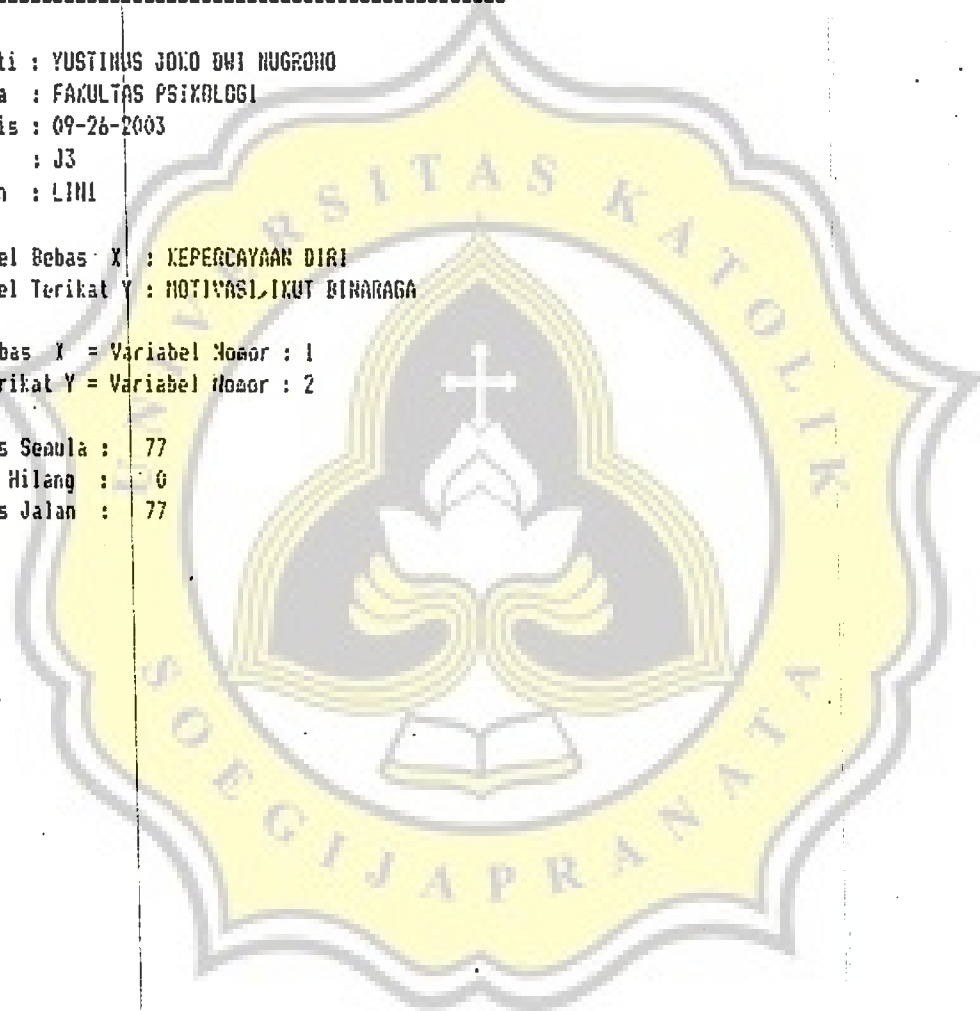 ti : YUSTINUS JOKO DWI NUGROHO
a : FAKULTAS PSIKOLOGI
is : 09-26-2003
: J3
n : LIN1
el Bebas X : KEPERCAYAAN DIRI
el Terikat Y : MOTIVASI IKUT BINARAGA
bas X = Variabel Nomor : 1
rikat Y = Variabel Nomor : 2
s Semula : 77
Hilang : 0
s Jalan : 77
UNIVERSITAS KATOLIK
SOEGIJAPRANATA